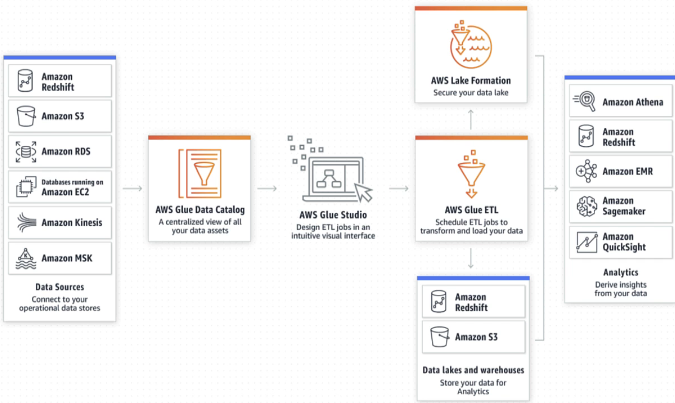 Amazon
Redshift
Amazon S3
Amazon RDS
Databases running on
Amazon EC2
Amazon Kinesis
Amazon MSK
Data Sources
Connect to your
operational data stores
AWS Glue Data Catalog
A centralized view of all
your data assets
AWS Glue Studio
Design ETL jobs in an
intuitive visual interface
AWS Lake Formation
Secure your data lake
AWS Glue ETL
Schedule ETL jobs to
transform and load your data
Amazon
Redshift
Amazon S3
Data lakes and warehouses
Store your data for
Analytics
Amazon Athena
Amazon
Redshift
Amazon EMR
Amazon
Sagemaker
Amazon
QuickSight
Analytics
Derive insights
from your data